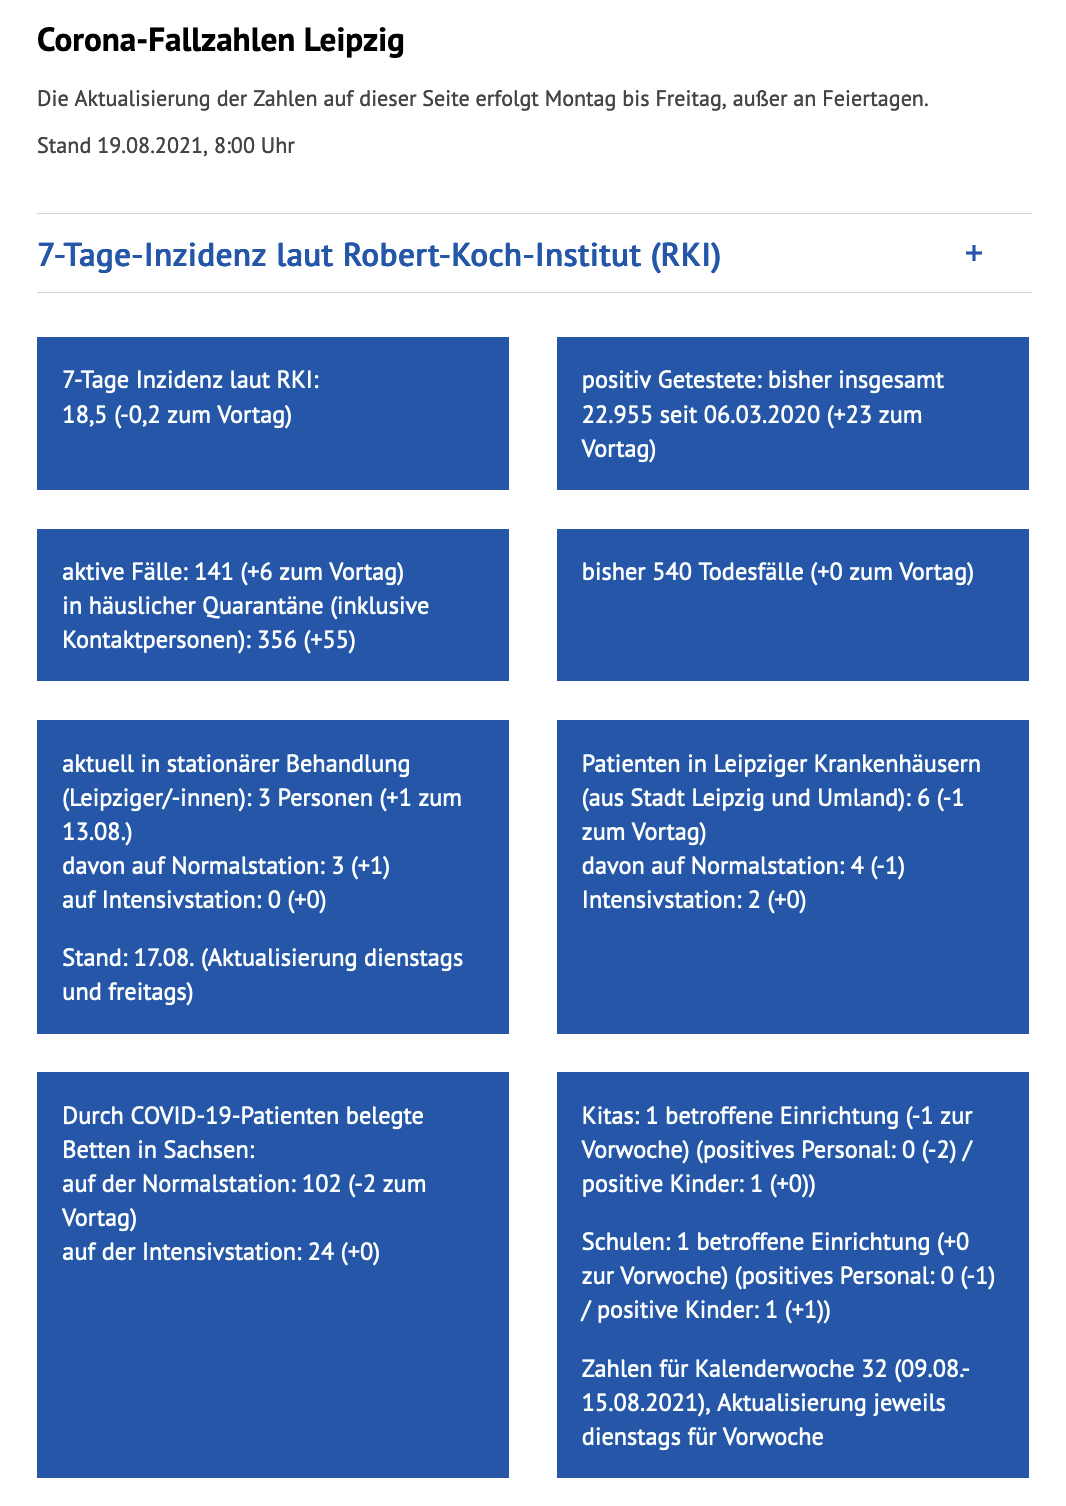 Corona-Fallzahlen Leipzig
Die Aktualisierung der Zahlen auf dieser Seite erfolgt Montag bis Freitag, außer an Feiertagen.
Stand 19.08.2021, 8:00 Uhr
7-Tage-Inzidenz laut Robert-Koch-Institut (RKI) +
7-Tage Inzidenz laut RKI:
18,5 (-0,2 zum Vortag)
positiv Getestete: bisher insgesamt
22.955 seit 06.03.2020 (+23 zum
Vortag)
aktive Fälle: 141 (+6 zum Vortag)
in häuslicher Quarantäne (inklusive
Kontaktpersonen): 356 (+55)
bisher 540 Todesfälle (+0 zum Vortag)
aktuell in stationärer Behandlung
(Leipziger/-innen): 3 Personen (+1 zum
13.08.)
davon auf Normalstation: 3 (+1)
auf Intensivstation: 0 (+0)
Stand: 17.08. (Aktualisierung dienstags
und freitags)
Patienten in Leipziger Krankenhäusern
(aus Stadt Leipzig und Umland): 6 (-1
zum Vortag)
davon auf Normalstation: 4 (-1)
Intensivstation: 2 (+0)
Durch COVID-19-Patienten belegte
Betten in Sachsen:
auf der Normalstation: 102 (-2 zum
Vortag)
auf der Intensivstation: 24 (+0)
Kitas: 1 betroffene Einrichtung (-1 zur
Vorwoche) (positives Personal: 0 (-2) /
positive Kinder: 1 (+0))
Schulen: 1 betroffene Einrichtung (+0
zur Vorwoche) (positives Personal: 0 (-1)
/ positive Kinder: 1 (+1))
Zahlen für Kalenderwoche 32 (09.08.-
15.08.2021), Aktualisierung jeweils
dienstags für Vorwoche